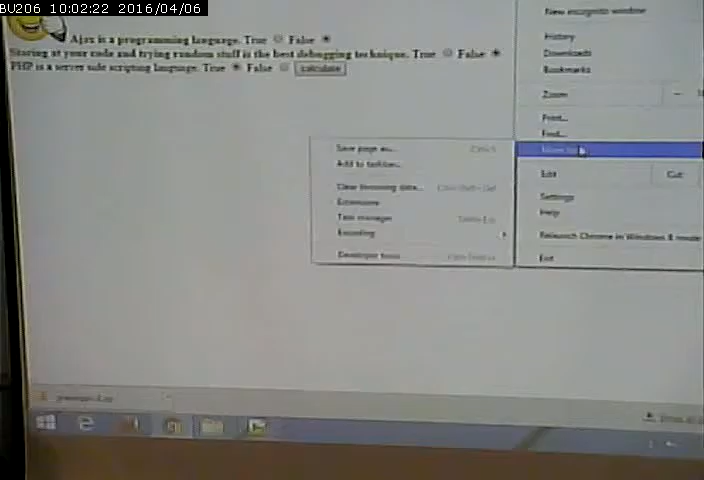 BU206 10:02:22 2016/04/06
Ajax is a programming language. True False
Staring at your code and trying random stuff is the best debugging technique. True False
PHP is a server side scripting language. True False calculate
New incognito window
History
Downloads
Bookmarks
Zoom
Print...
Find...
Save page as... Ctrl+S
Add to taskbar...
Edit Cut
Clear browsing data...
Settings
Extensions
Help
Task manager
Encoding
Relaunch Chrome in Windows 8 mode
Developer tools
Exit